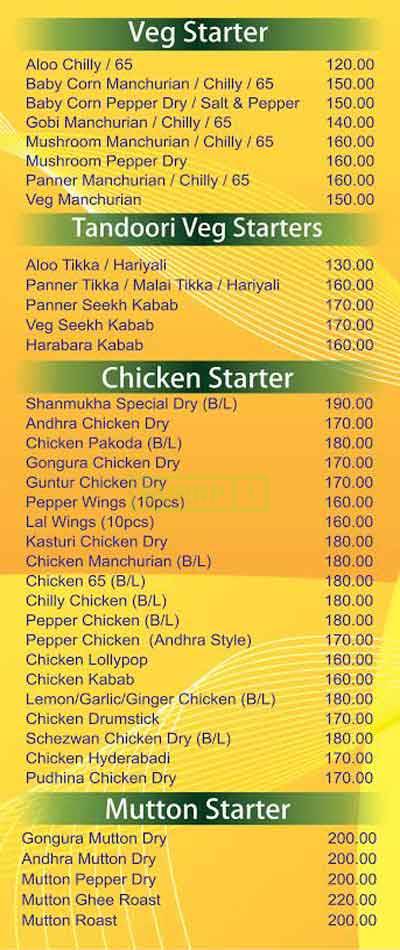 Veg Starter
Aloo Chilly / 65 120.00
Baby Corn Manchurian / Chilly / 65 150.00
Baby Corn Pepper Dry / Salt & Pepper 150.00
Gobi Manchurian / Chilly / 65 140.00
Mushroom Manchurian / Chilly / 65 160.00
Mushroom Pepper Dry 160.00
Panner Manchurian / Chilly / 65 160.00
Veg Manchurian 150.00
Tandoori Veg Starters
Aloo Tikka / Hariyali 130.00
Panner Tikka / Malai Tikka / Hariyali 160.00
Panner Seekh Kabab 170.00
Veg Seekh Kabab 170.00
Harabara Kabab 160.00
Chicken Starter
Shanmukha Special Dry (B/L) 190.00
Andhra Chicken Dry 170.00
Chicken Pakoda (B/L) 180.00
Gongura Chicken Dry 170.00
Guntur Chicken Dry 170.00
Pepper Wings (10pcs) 160.00
Lal Wings (10pcs) 160.00
Kasturi Chicken Dry 180.00
Chicken Manchurian (B/L) 180.00
Chicken 65 (B/L) 180.00
Chilly Chicken (B/L) 180.00
Pepper Chicken (B/L) 180.00
Pepper Chicken (Andhra Style) 170.00
Chicken Lollypop 160.00
Chicken Kabab 160.00
Lemon/Garlic/Ginger Chicken (B/L) 180.00
Chicken Drumstick 170.00
Schezwan Chicken Dry (B/L) 180.00
Chicken Hyderabadi 170.00
Pudhina Chicken Dry 170.00
Mutton Starter
Gongura Mutton Dry 200.00
Andhra Mutton Dry 200.00
Mutton Pepper Dry 200.00
Mutton Ghee Roast 220.00
Mutton Roast 200.00